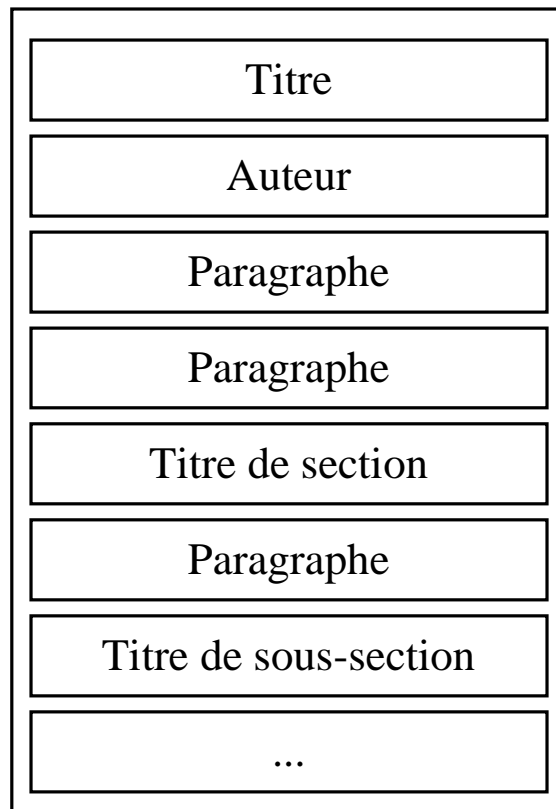 Titre
Auteur
Paragraphe
Paragraphe
Titre de section
Paragraphe
Titre de sous-section
...